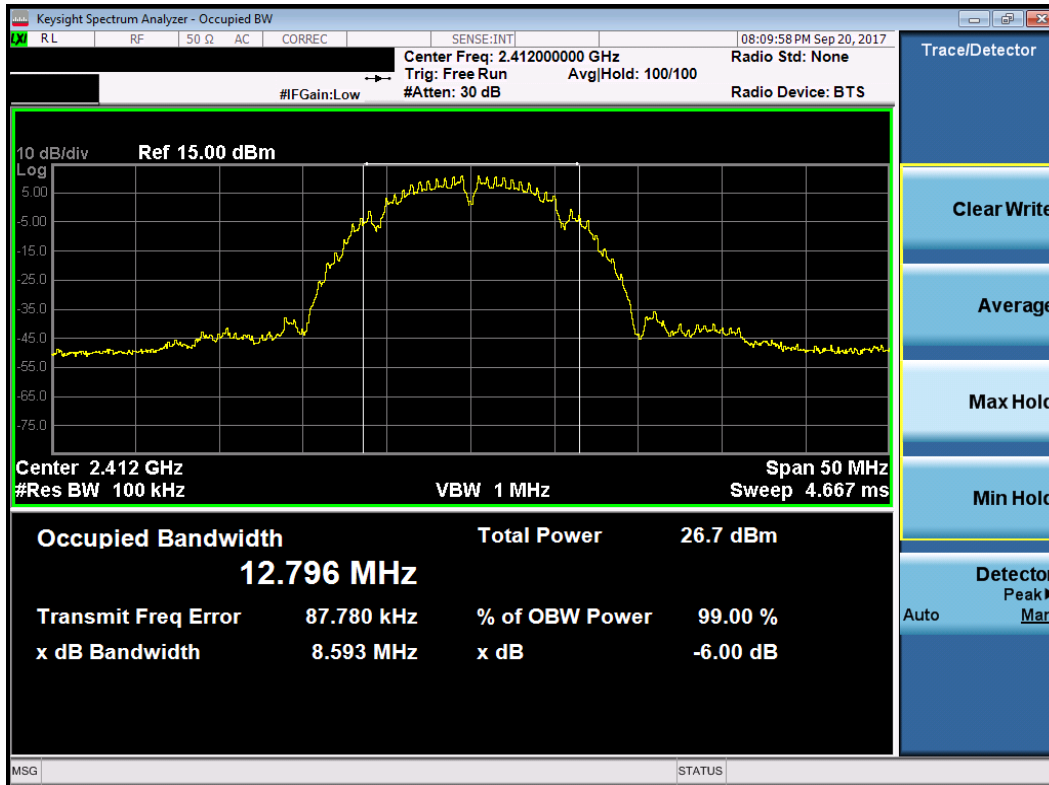 Keysight Spectrum Analyzer - Occupied BW
LXI RL RF 50 Ω AC CORREC SENSE:INT 08:09:58 PM Sep 20, 2017
Center Freq: 2.412000000 GHz Radio Std: None
Trig: Free Run Avg|Hold: 100/100
#IFGain:Low #Atten: 30 dB Radio Device: BTS
10 dB/div Ref 15.00 dBm
Log
5.00
-5.00
-15.0
-25.0
-35.0
-45.0
-55.0
-65.0
-75.0
Center 2.412 GHz Span 50 MHz
#Res BW 100 kHz VBW 1 MHz Sweep 4.667 ms
Occupied Bandwidth Total Power 26.7 dBm
12.796 MHz
Transmit Freq Error 87.780 kHz % of OBW Power 99.00 %
x dB Bandwidth 8.593 MHz x dB -6.00 dB
MSG STATUS
Trace/Detector
Clear Write
Average
Max Hold
Min Hold
Detector
Peak
Auto Man